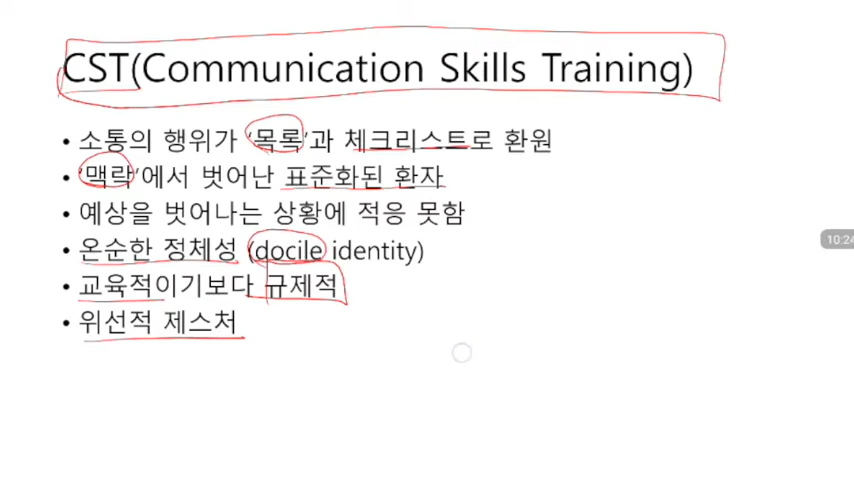 CST(Communication Skills Training)
• 소통의 행위가 '목록'과 체크리스트로 환원
• '맥락'에서 벗어난 표준화된 환자
• 예상을 벗어나는 상황에 적응 못함
• 온순한 정체성 (docile identity)
• 교육적이기보다 규제적
• 위선적 제스처
10:24